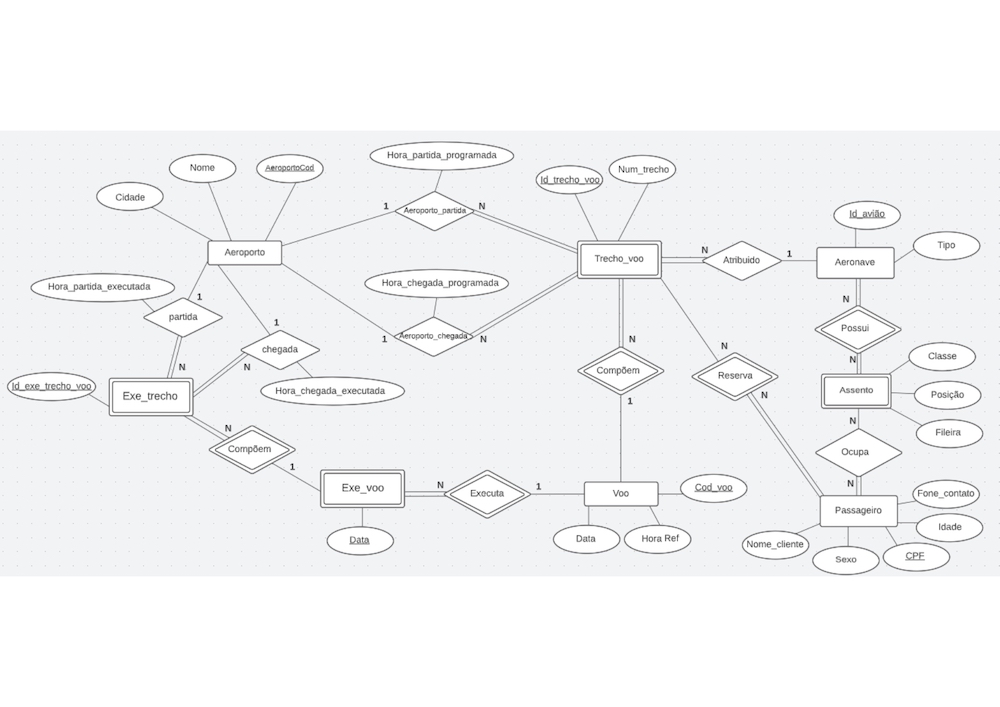 Hora_partida_programada
Nome
AeroportoCod
Num_trecho
Id_trecho_voo
Cidade
1
N
Aeroporto_partida
Id_avião
Aeroporto
Trecho_voo
N
Atribuido
1
Aeronave
Tipo
Hora_partida_executada
Hora_chegada_programada
1
N
partida
Possui
1
Aeroporto_chegada
1
N
N
chegada
N
Classe
N
N
Compõem
Reserva
N
Id_exe_trecho_voo
Exe_trecho
Hora_chegada_executada
Assento
Posição
1
N
N
Fileira
N
Compõem
Ocupa
1
N
Exe_voo
N
Executa
1
Voo
Cod_voo
Fone_contato
Passageiro
Data
Data
Hora Ref
Nome_cliente
Idade
Sexo
CPF